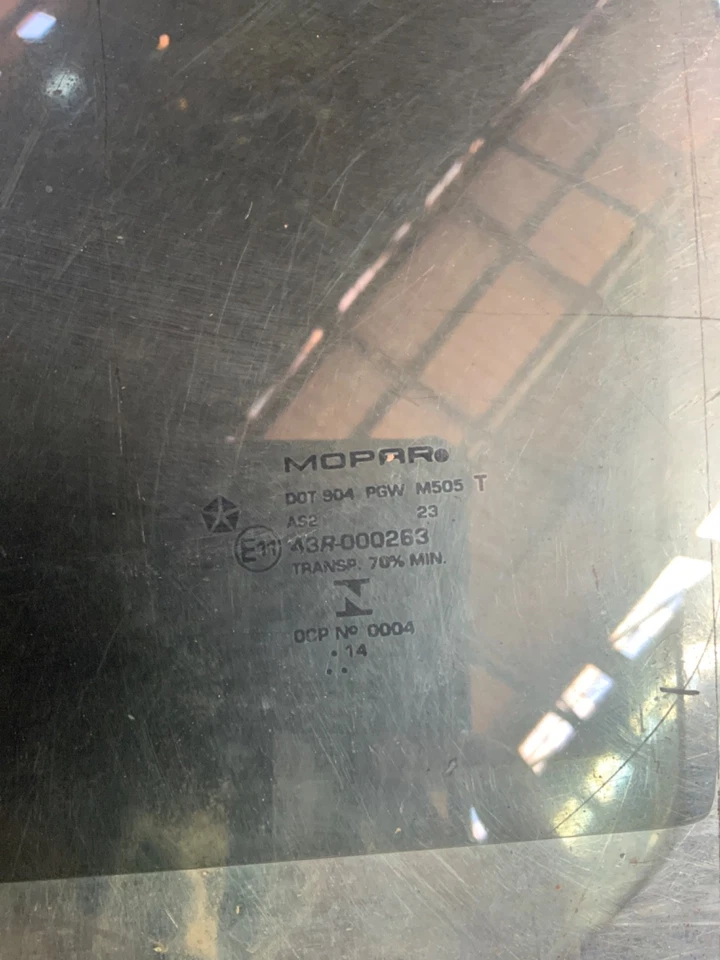 MOPAR
DOT 904 PGW M505 T
AS2 23
E11 43R-000263
TRANSP. 70% MIN.
OCP Nº 0004
. 14
. .